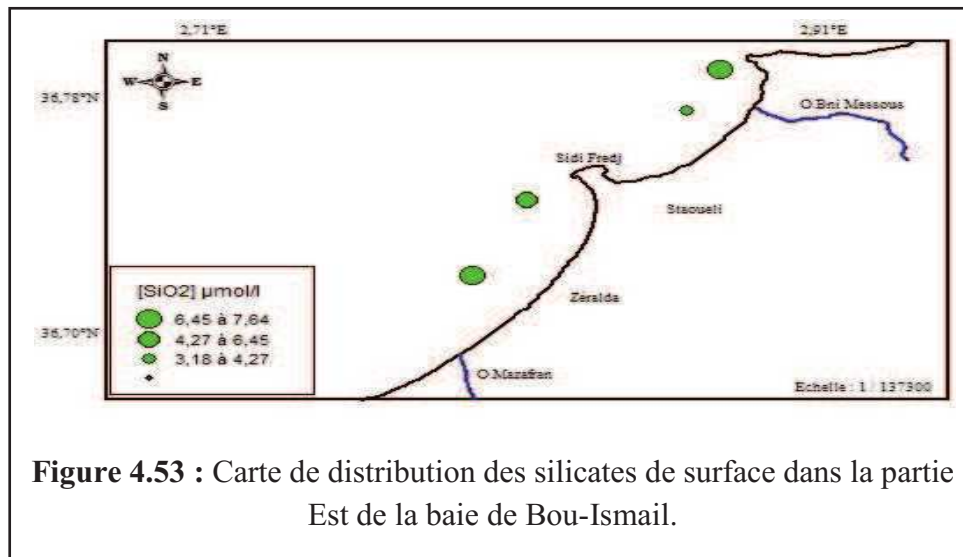 2,71°E
2,91°E
N
W E
S
36,78°N
O.Bni Messous
Sidi Fredj
Staoueli
[SiO2] µmol/l
6,45 à 7,64
4,27 à 6,45
3,18 à 4,27
Zeralda
36,70°N
O.Mazafran
Echelle : 1 / 137300
Figure 4.53 : Carte de distribution des silicates de surface dans la partie
Est de la baie de Bou-Ismail.